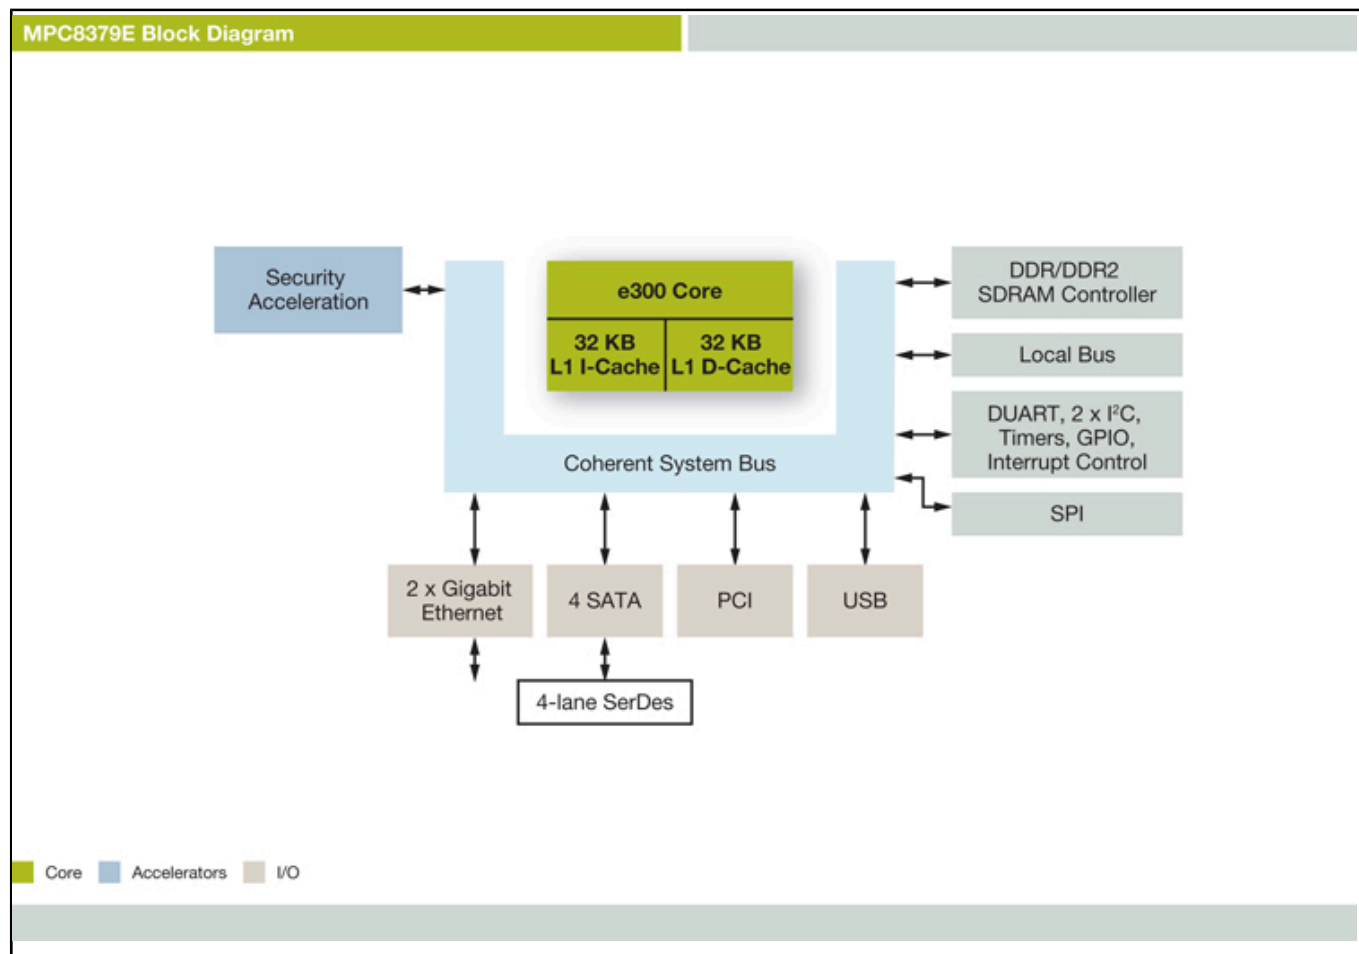 MPC8379E Block Diagram
Security
Acceleration
e300 Core
32 KB
L1 I-Cache
32 KB
L1 D-Cache
Coherent System Bus
DDR/DDR2
SDRAM Controller
Local Bus
DUART, 2 x I²C,
Timers, GPIO,
Interrupt Control
SPI
2 x Gigabit
Ethernet
4 SATA
PCI
USB
4-lane SerDes
Core
Accelerators
I/O